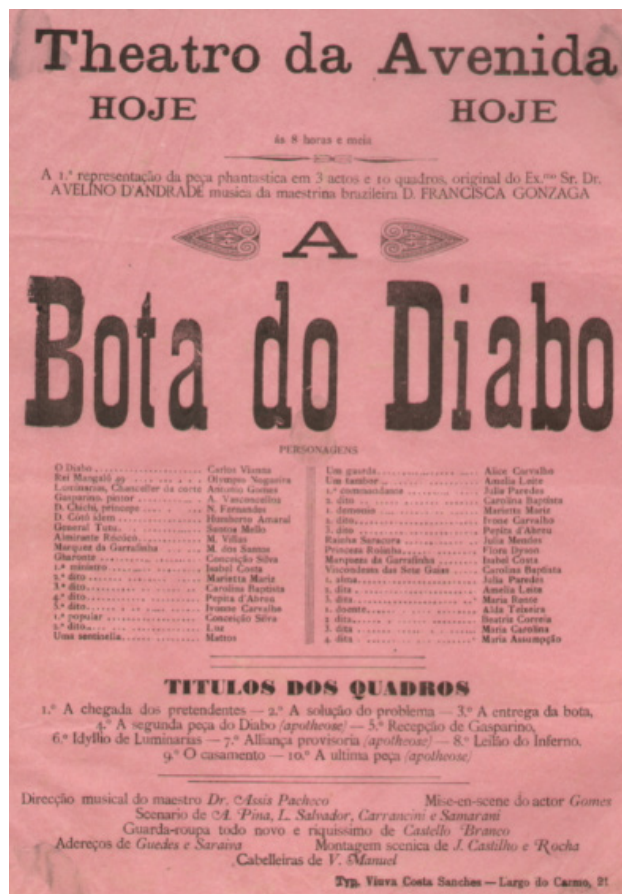 Theatro da Avenida
HOJE HOJE
ás 8 horas e meia
A 1.ª representação da peça phantastica em 3 actos e 10 quadros, original do Ex.mo Sr. Dr.
AVELINO D'ANDRADE musica da maestrina brazileira D. FRANCISCA GONZAGA
A
Bota do Diabo
PERSONAGENS
O Diabo Carlos Vianna
Rei Mangalô 49 Olympio Nogueira
Luminarias, Chanceller da corte Antonio Gomes
Gasparino, pintor A. Vasconcellos
D. Chichi, principe N. Fernandes
D. Cócó idem Humberto Amaral
General Tutu Santos Mello
Almirante Rónico M. Villas
Marquez da Garrafinha M. dos Santos
Charonte Conceição Silva
1.º ministro Isabel Costa
2.º dito Marietta Mariz
3.º dito Carolina Baptista
4.º dito Pepita d'Abreu
5.º dito Ivonne Carvalho
1.º popular Conceição Silva
2.º dito Luz
Uma sentinella Mattos
Um guarda Alice Carvalho
Um tambor Amelia Leite
1.º commandante Julia Paredes
2. dito Carolina Baptista
1. demonio Marietta Mariz
2. dito Ivone Carvalho
3. dito Pepita d'Abreu
Rainha Saracura Julia Mendes
Princeza Rolinha Flora Dyson
Marqueza da Garrafinha Isabel Costa
Viscondessa das Sete Guias Carolina Baptista
1. alma Julia Paredes
2. dita Amelia Leite
3. dita Maria Rente
1. doente Alda Teixeira
2. dita Beatriz Correia
3. dita Maria Carolina
4. dita Maria Assumpção
TITULOS DOS QUADROS
1.º A chegada dos pretendentes — 2.º A solução do problema — 3.º A entrega da bota,
4.º A segunda peça do Diabo (apotheose) — 5.º Recepção de Gasparino,
6.º Idyllio de Luminarias — 7.º Alliança provisoria (apotheose) — 8.º Leilão do Inferno.
9.º O casamento — 10.º A ultima peça (apotheose)
Direcção musical do maestro Dr. Assis Pacheco Mise-en-scene do actor Gomes
Scenario de A. Pina, L. Salvador, Carrancini e Samarani
Guarda-roupa todo novo e riquissimo de Castello Branco
Adereços de Guedes e Saraiva Montagem scenica de J. Castilho e Rocha
Cabelleiras de V. Manuel
Typ. Viuva Costa Sanches — Largo do Carmo, 21